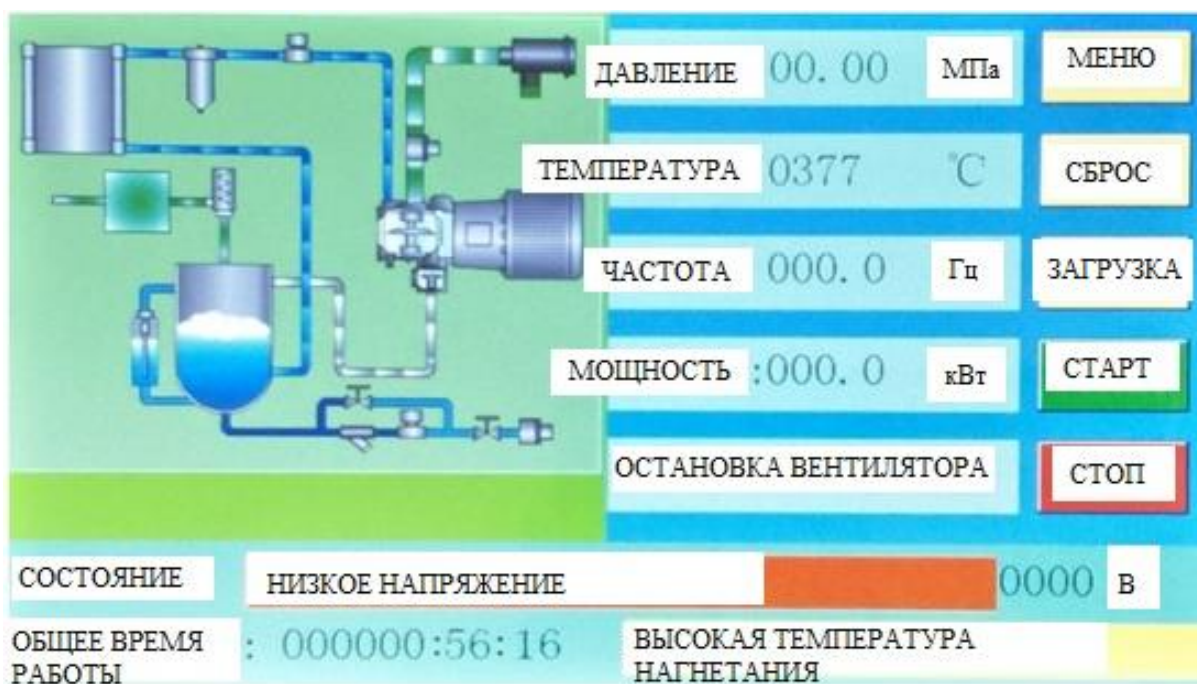 ДАВЛЕНИЕ 00.00 МПа МЕНЮ
ТЕМПЕРАТУРА 0377 °C СБРОС
ЧАСТОТА 000.0 Гц ЗАГРУЗКА
МОЩНОСТЬ :000.0 кВт СТАРТ
ОСТАНОВКА ВЕНТИЛЯТОРА СТОП
СОСТОЯНИЕ НИЗКОЕ НАПРЯЖЕНИЕ 0000 В
ОБЩЕЕ ВРЕМЯ
РАБОТЫ
: 000000:56:16
ВЫСОКАЯ ТЕМПЕРАТУРА
НАГНЕТАНИЯ